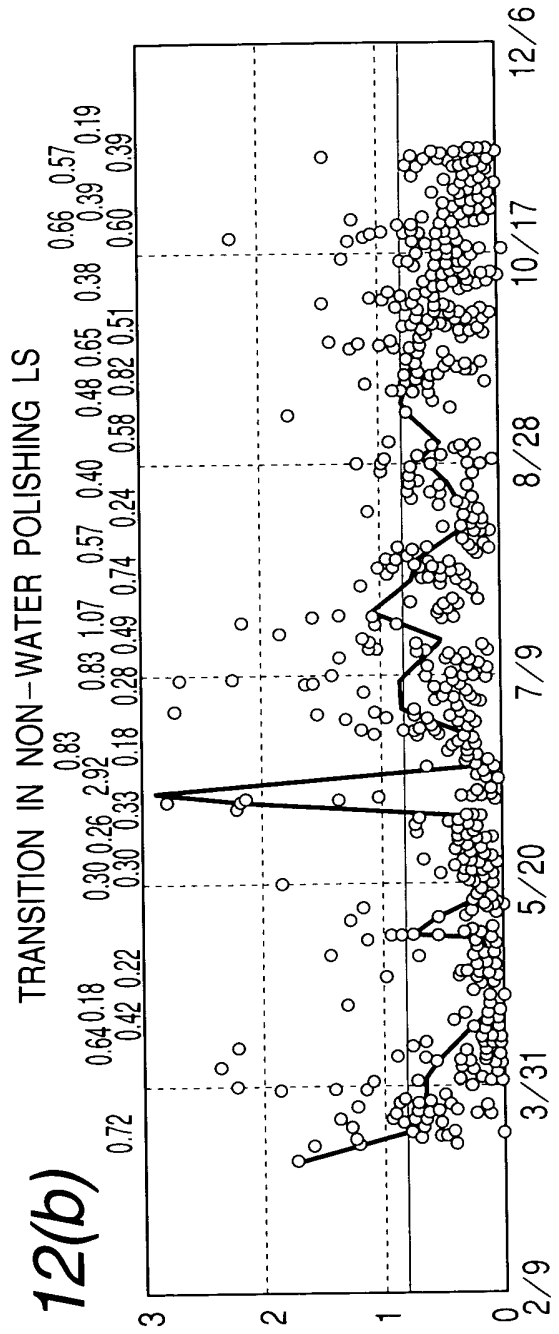 12(b)
TRANSITION IN NON-WATER POLISHING LS
0.83 0.66 0.57
0.64 0.18 0.30 0.26 2.92 0.83 1.07 0.57 0.40 0.48 0.65 0.38 0.39 0.19
0.72 0.42 0.22 0.30 0.33 0.18 0.28 0.49 0.74 0.24 0.58 0.82 0.51 0.60 0.39
3
2
1
0
2/9 3/31 5/20 7/9 8/28 10/17 12/6